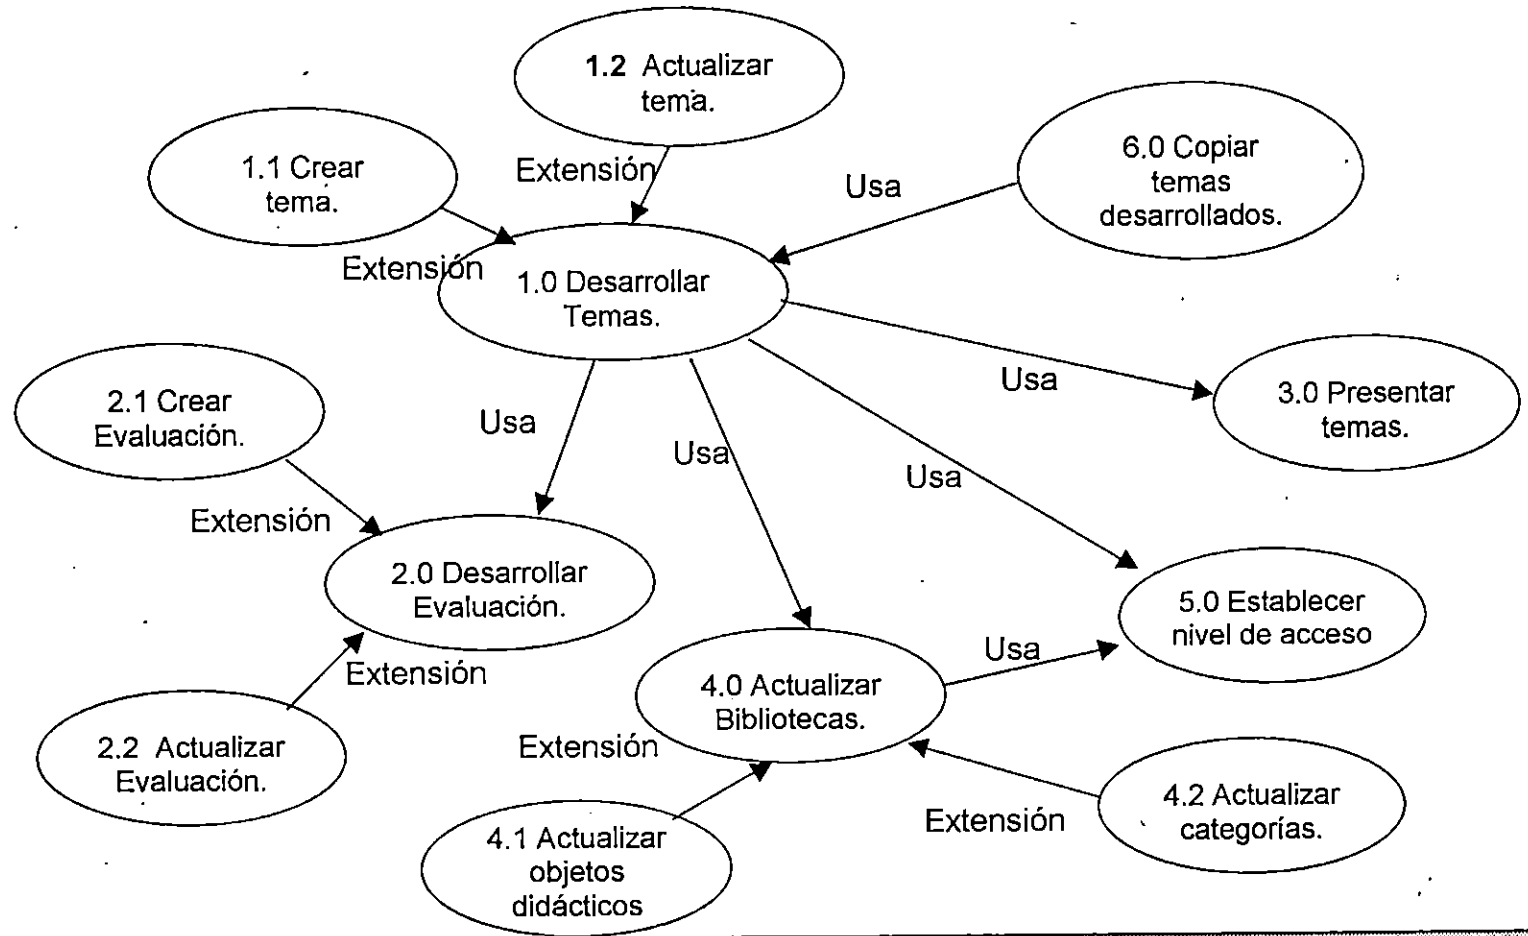 1.2 Actualizar
tema.
1.1 Crear
tema.
Extensión
6.0 Copiar
temas
desarrollados.
Usa
Extensión
1.0 Desarrollar
Temas.
Usa
3.0 Presentar
temas.
2.1 Crear
Evaluación.
Usa
Usa
Usa
Extensión
2.0 Desarrollar
Evaluación.
5.0 Establecer
nivel de acceso
Usa
Extensión
4.0 Actualizar
Bibliotecas.
2.2 Actualizar
Evaluación.
Extensión
4.2 Actualizar
categorías.
Extensión
4.1 Actualizar
objetos
didácticos